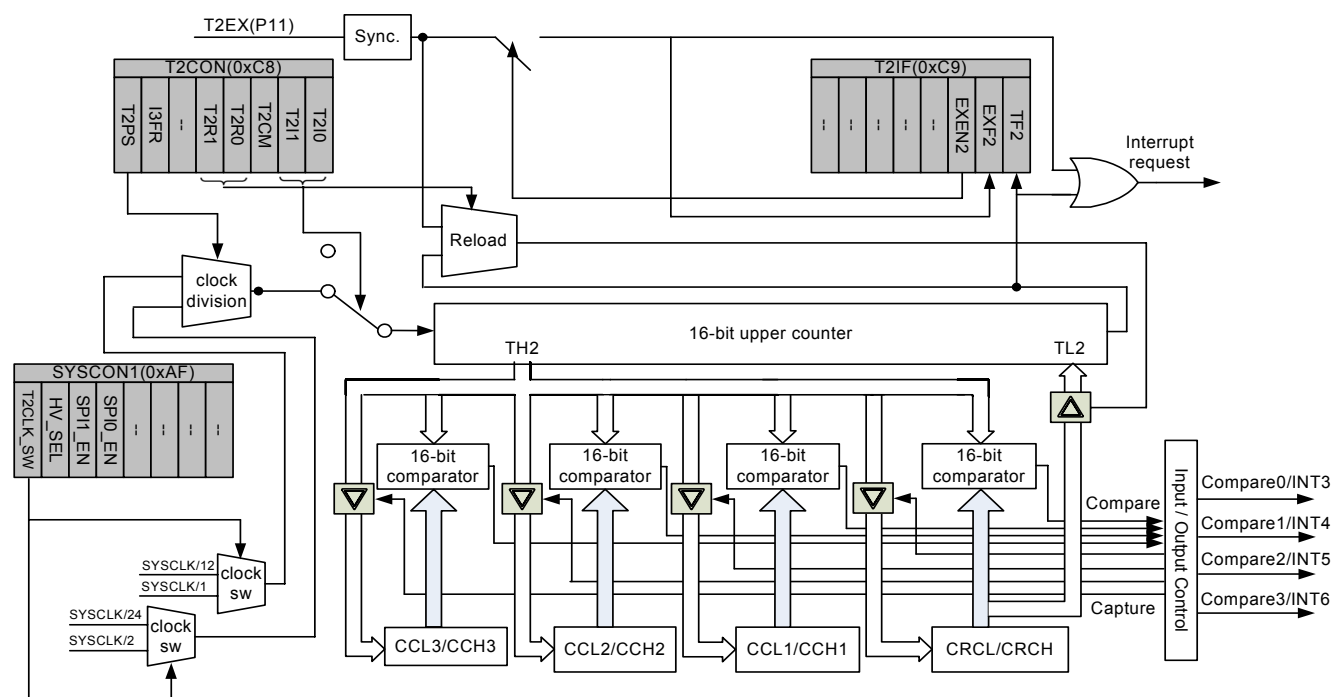 T2EX(P11)
Sync.
T2CON(0xC8)
T2PS
I3FR
--
T2R1
T2R0
T2CM
T2I1
T2I0
T2IF(0xC9)
--
--
--
--
--
EXEN2
EXF2
TF2
Interrupt
request
Reload
clock
division
16-bit upper counter
TH2
TL2
SYSCON1(0xAF)
T2CLK_SW
HV_SEL
SPI1_EN
SPI0_EN
--
--
--
--
16-bit
comparator
16-bit
comparator
16-bit
comparator
16-bit
comparator
Compare
Capture
Input / Output Control
Compare0/INT3
Compare1/INT4
Compare2/INT5
Compare3/INT6
SYSCLK/12
SYSCLK/1
clock
sw
SYSCLK/24
SYSCLK/2
clock
sw
CCL3/CCH3
CCL2/CCH2
CCL1/CCH1
CRCL/CRCH